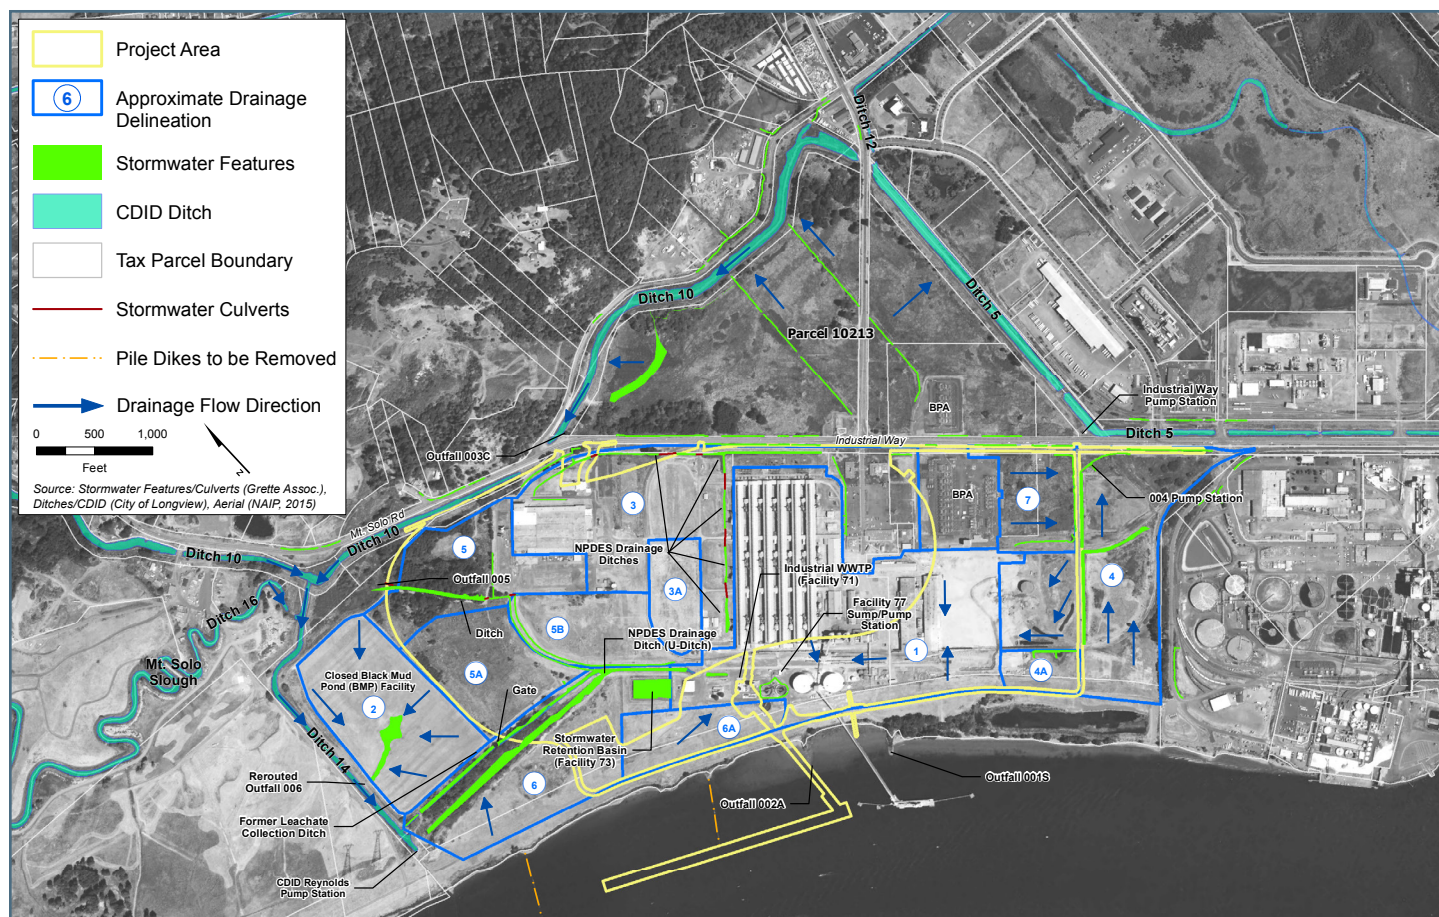 Project Area
6
Approximate Drainage
Delineation
Stormwater Features
CDID Ditch
Tax Parcel Boundary
Stormwater Culverts
Pile Dikes to be Removed
Drainage Flow Direction
0 500 1,000
Feet
N
Source: Stormwater Features/Culverts (Grette Assoc.),
Ditches/CDID (City of Longview), Aerial (NAIP, 2015)
Ditch 12
Ditch 10
Ditch 5
Parcel 10213
BPA
Industrial Way
Pump Station
Ditch 5
Industrial Way
Outfall 003C
004 Pump Station
Mt. Solo Rd
Ditch 10
Ditch 10
3
BPA
7
5
NPDES Drainage
Ditches
Outfall 005
Industrial WWTP
(Facility 71)
3A
4
Ditch 16
Facility 77
Sump/Pump
Station
Ditch
5B
NPDES Drainage
Ditch (U-Ditch)
1
Mt. Solo
Slough
5A
4A
Closed Black Mud
Pond (BMP) Facility
2
Gate
6A
Stormwater
Retention Basin
(Facility 73)
Ditch 14
6
Rerouted
Outfall 006
Outfall 001S
Outfall 002A
Former Leachate
Collection Ditch
CDID Reynolds
Pump Station